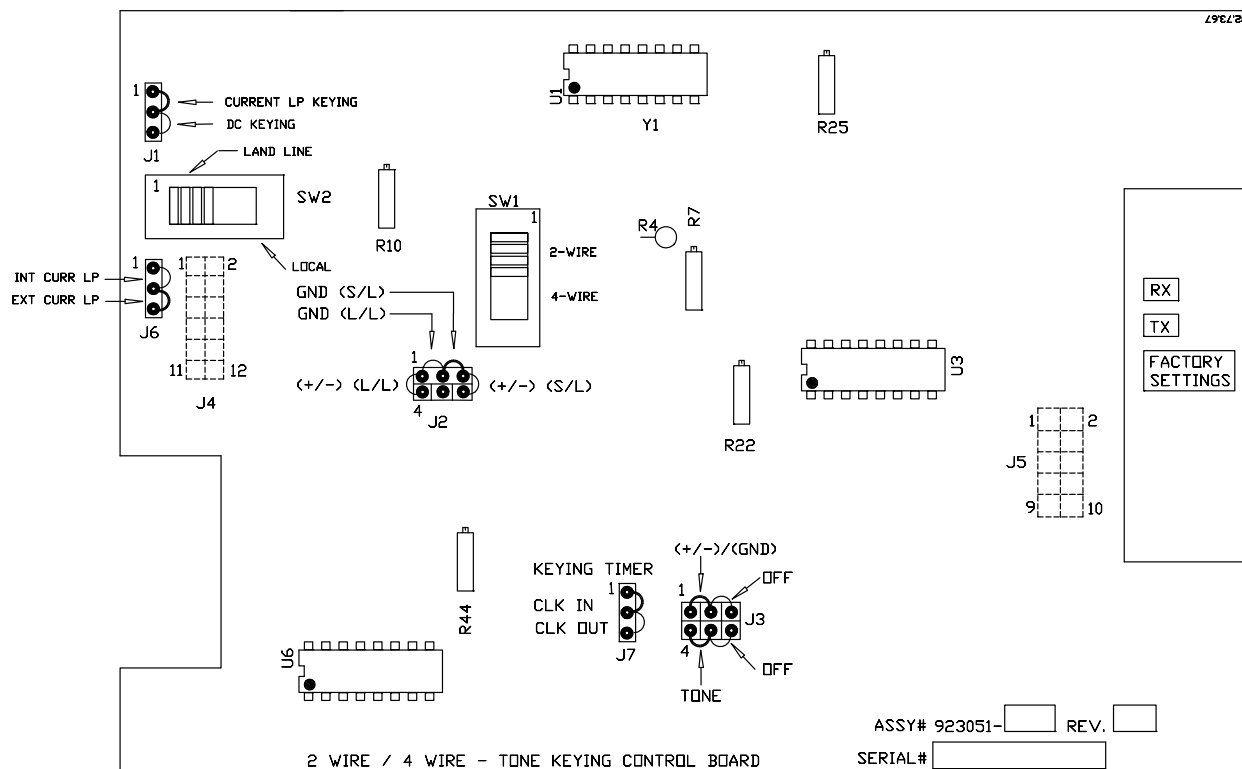 2.73.67
1
CURRENT LP KEYING
DC KEYING
J1
LAND LINE
1
SW2
LOCAL
R10
U1
Y1
R25
SW1
1
2-WIRE
4-WIRE
R4
R7
INT CURR LP
EXT CURR LP
1
J6
1 2
11 12
J4
GND (S/L)
GND (L/L)
1
(+/-) (L/L)
(+/-) (S/L)
4
J2
U3
R22
RX
TX
FACTORY
SETTINGS
1 2
J5
9 10
R44
KEYING TIMER
1
CLK IN
CLK OUT
J7
(+/-)/(GND)
OFF
1
J3
4
OFF
TONE
U6
ASSY# 923051- REV.
SERIAL#
2 WIRE / 4 WIRE - TONE KEYING CONTROL BOARD